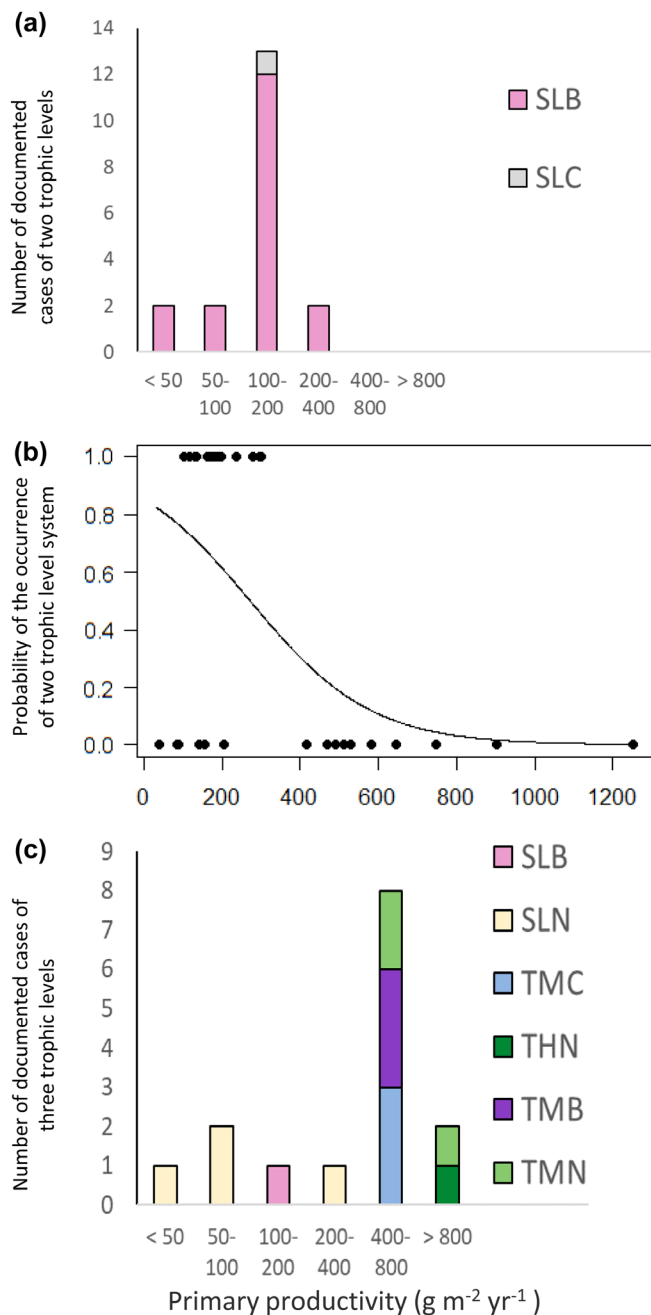 (a)
Number of documented
cases of two trophic levels
14
12
10
8
6
4
2
0
< 50
50-
100
100-
200
200-
400
400-
800
> 800
SLB
SLC
(b)
Probability of the occurrence
of two trophic level system
1.0
0.8
0.6
0.4
0.2
0.0
0
200
400
600
800
1000
1200
(c)
Number of documented cases of
three trophic levels
9
8
7
6
5
4
3
2
1
0
< 50
50-
100
100-
200
200-
400
400-
800
> 800
SLB
SLN
TMC
THN
TMB
TMN
Primary productivity (g m⁻² yr⁻¹ )